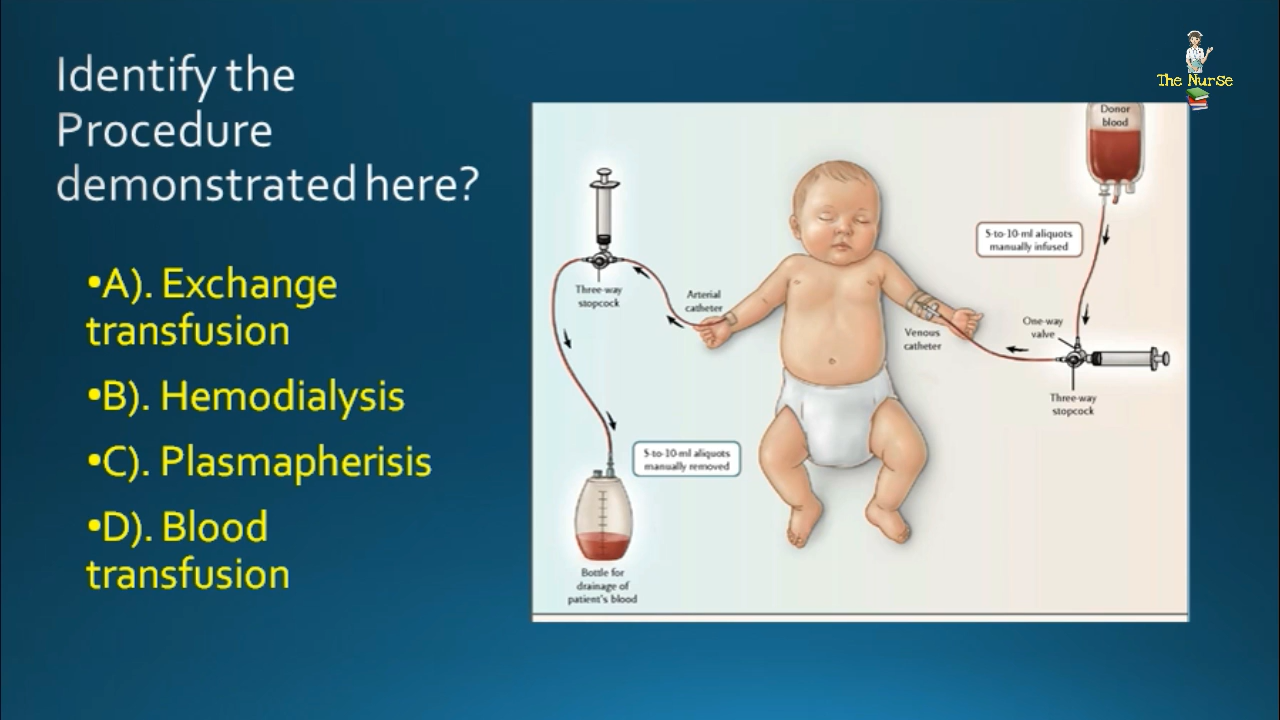 Identify the
Procedure
demonstrated here?
•A). Exchange
transfusion
•B). Hemodialysis
•C). Plasmapherisis
•D). Blood
transfusion
The Nurse
Donor
blood
5-to-10-ml aliquots
manually infused
Three-way
stopcock
Arterial
catheter
Venous
catheter
One-way
valve
Three-way
stopcock
5-to-10-ml aliquots
manually removed
Bottle for
drainage of
patient's blood